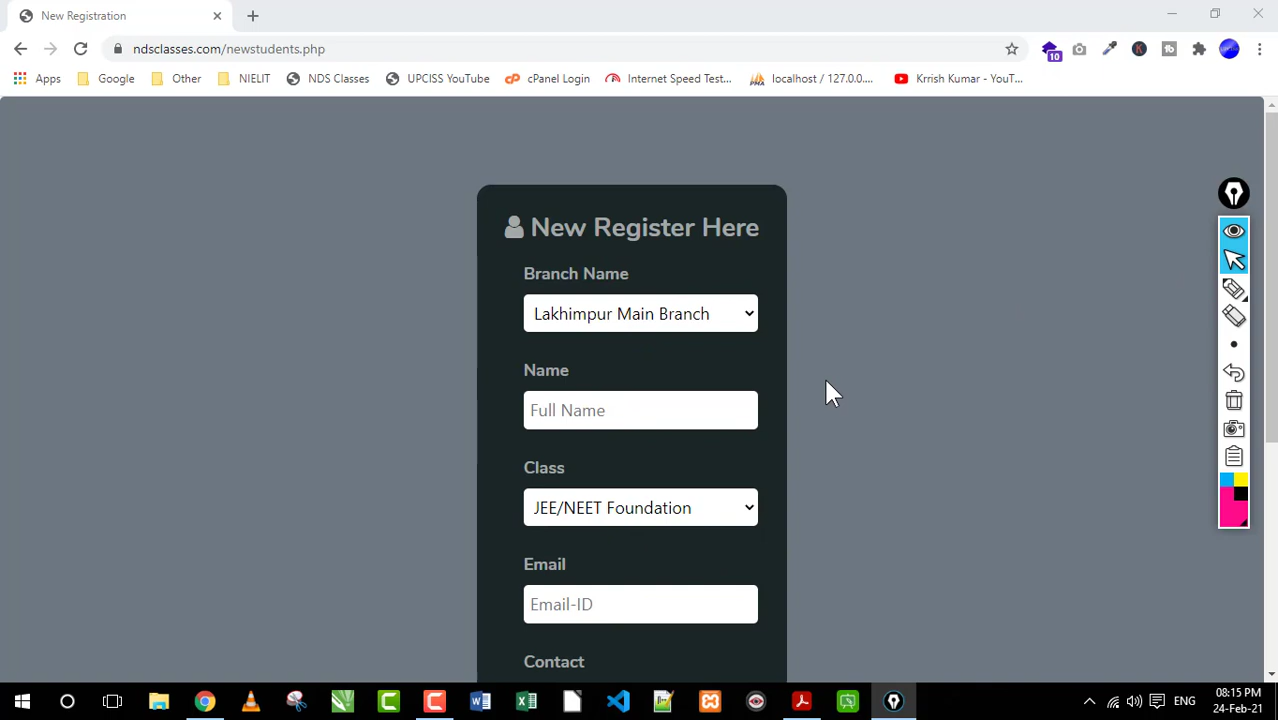 New Registration
ndsclasses.com/newstudents.php
10
Apps Google Other NIELIT NDS Classes UPCISS YouTube cPanel Login Internet Speed Test... localhost / 127.0.0.... Krrish Kumar - YouT...
New Register Here
Branch Name
Lakhimpur Main Branch
Name
Full Name
Class
JEE/NEET Foundation
Email
Email-ID
Contact
ENG
08:15 PM
24-Feb-21